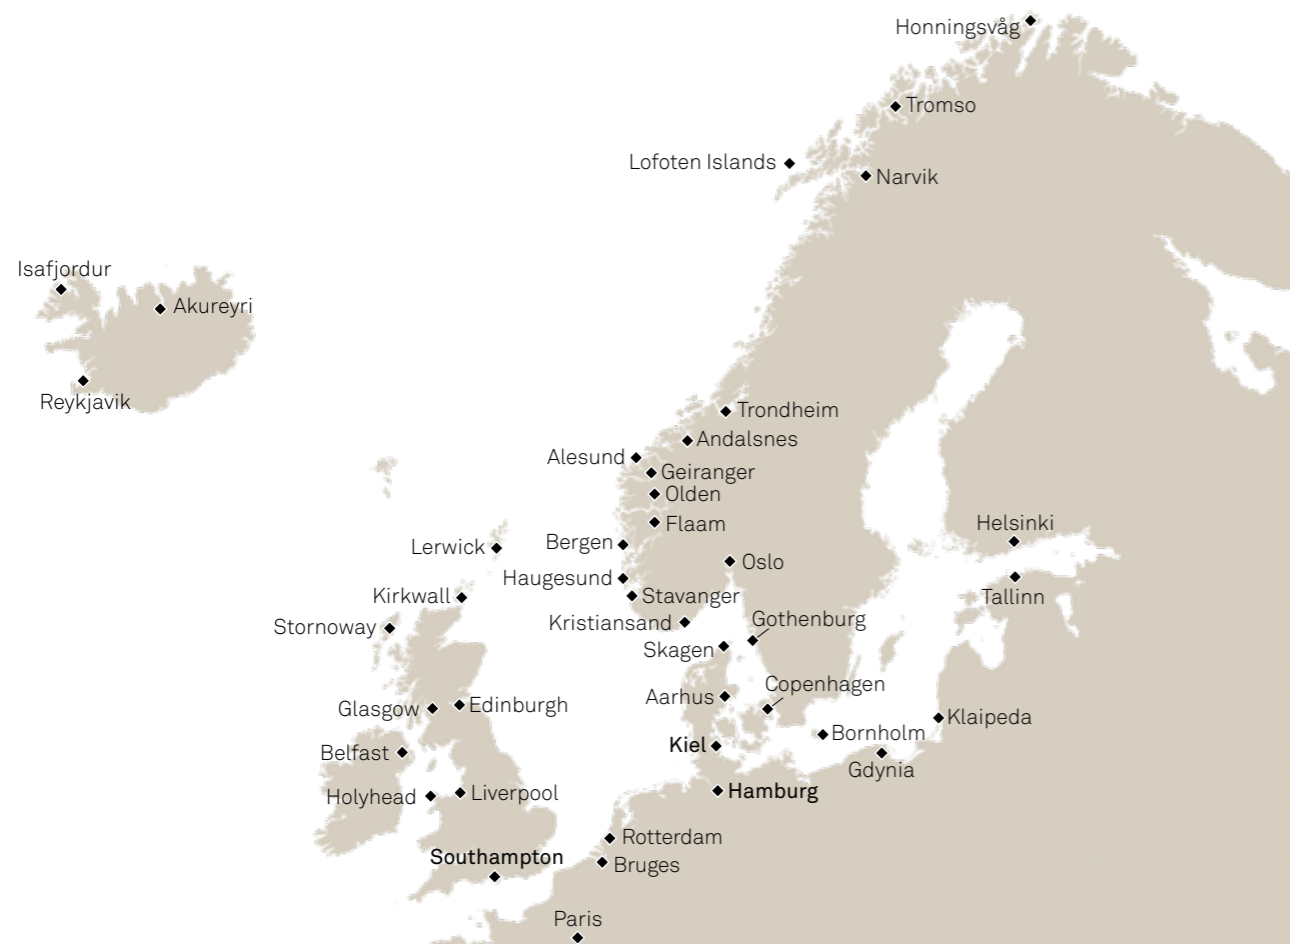 Honningsvåg
Tromso
Lofoten Islands
Narvik
Isafjordur
Akureyri
Reykjavik
Trondheim
Andalsnes
Alesund
Geiranger
Olden
Flaam
Helsinki
Bergen
Lerwick
Oslo
Haugesund
Tallinn
Kirkwall
Stavanger
Stornoway
Kristiansand
Gothenburg
Skagen
Copenhagen
Aarhus
Edinburgh
Glasgow
Klaipeda
Bornholm
Kiel
Belfast
Gdynia
Hamburg
Holyhead
Liverpool
Rotterdam
Southampton
Bruges
Paris